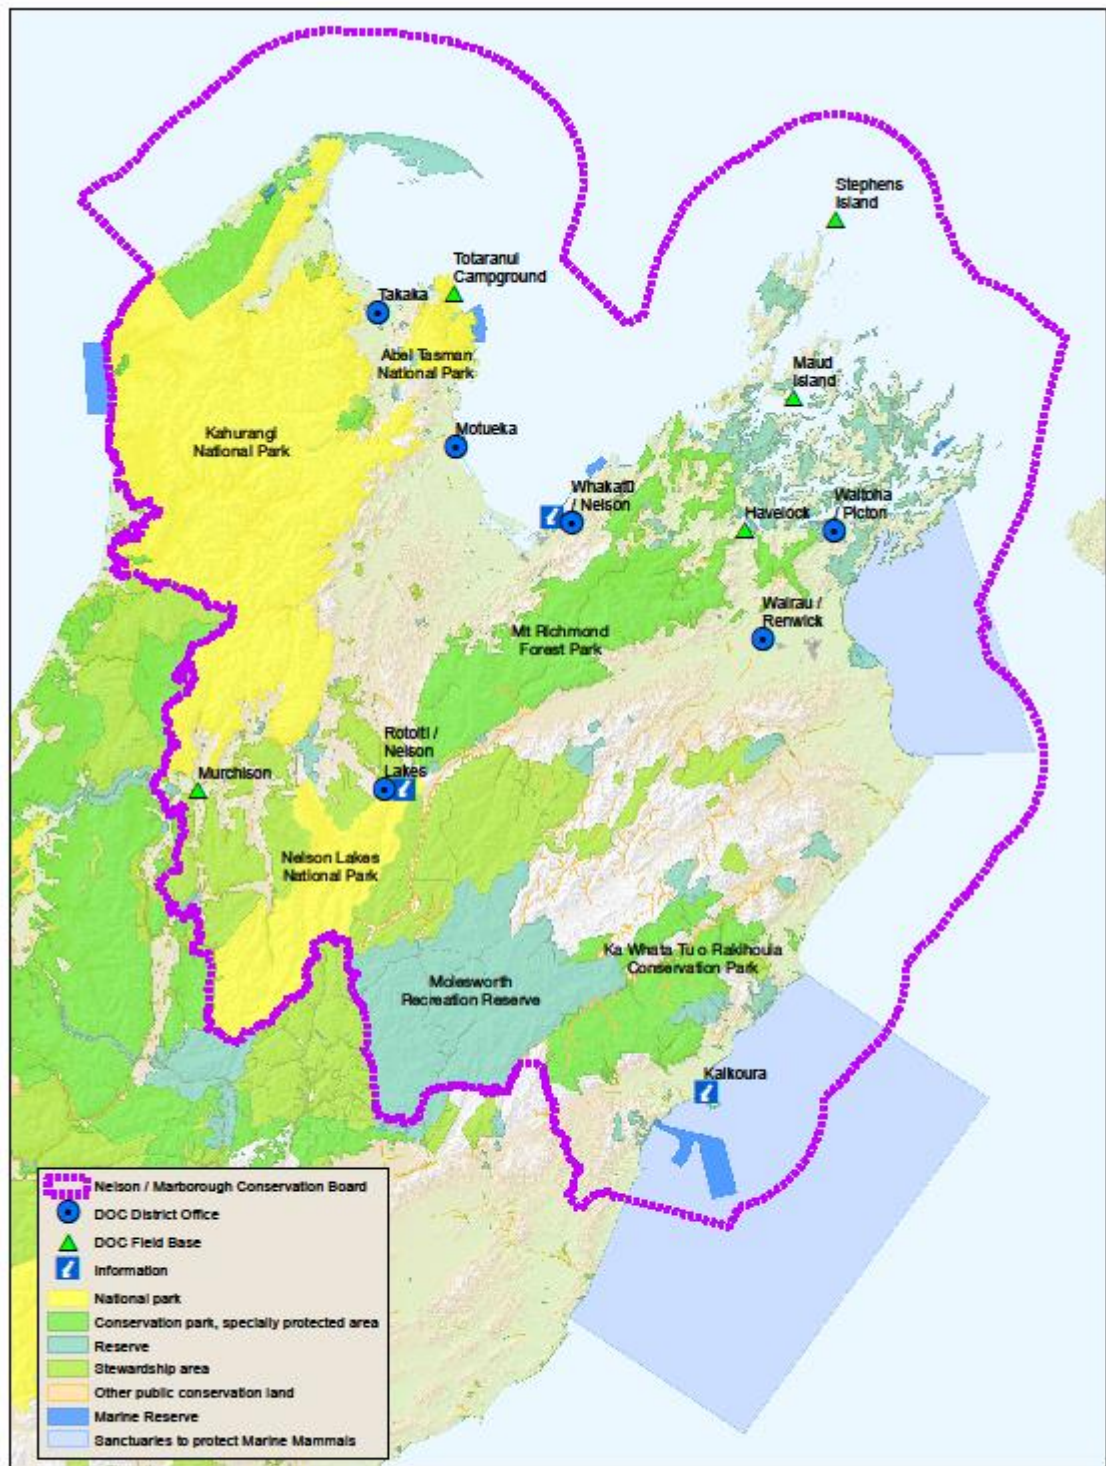 Stephens
Island
Totaranui
Campground
Takaka
Abel Tasman
National Park
Maud
Island
Kahurangi
National Park
Motueka
Whakatū
/ Nelson
Havelock
Waitoha
/ Picton
Wairau /
Renwick
Mt Richmond
Forest Park
Rotoiti /
Nelson
Lakes
Murchison
Nelson Lakes
National Park
Ka Whata Tu o Rakihouia
Conservation Park
Molesworth
Recreation Reserve
Kaikoura
Nelson / Marborough Conservation Board
DOC District Office
DOC Field Base
Information
National park
Conservation park, specially protected area
Reserve
Stewardship area
Other public conservation land
Marine Reserve
Sanctuaries to protect Marine Mammals